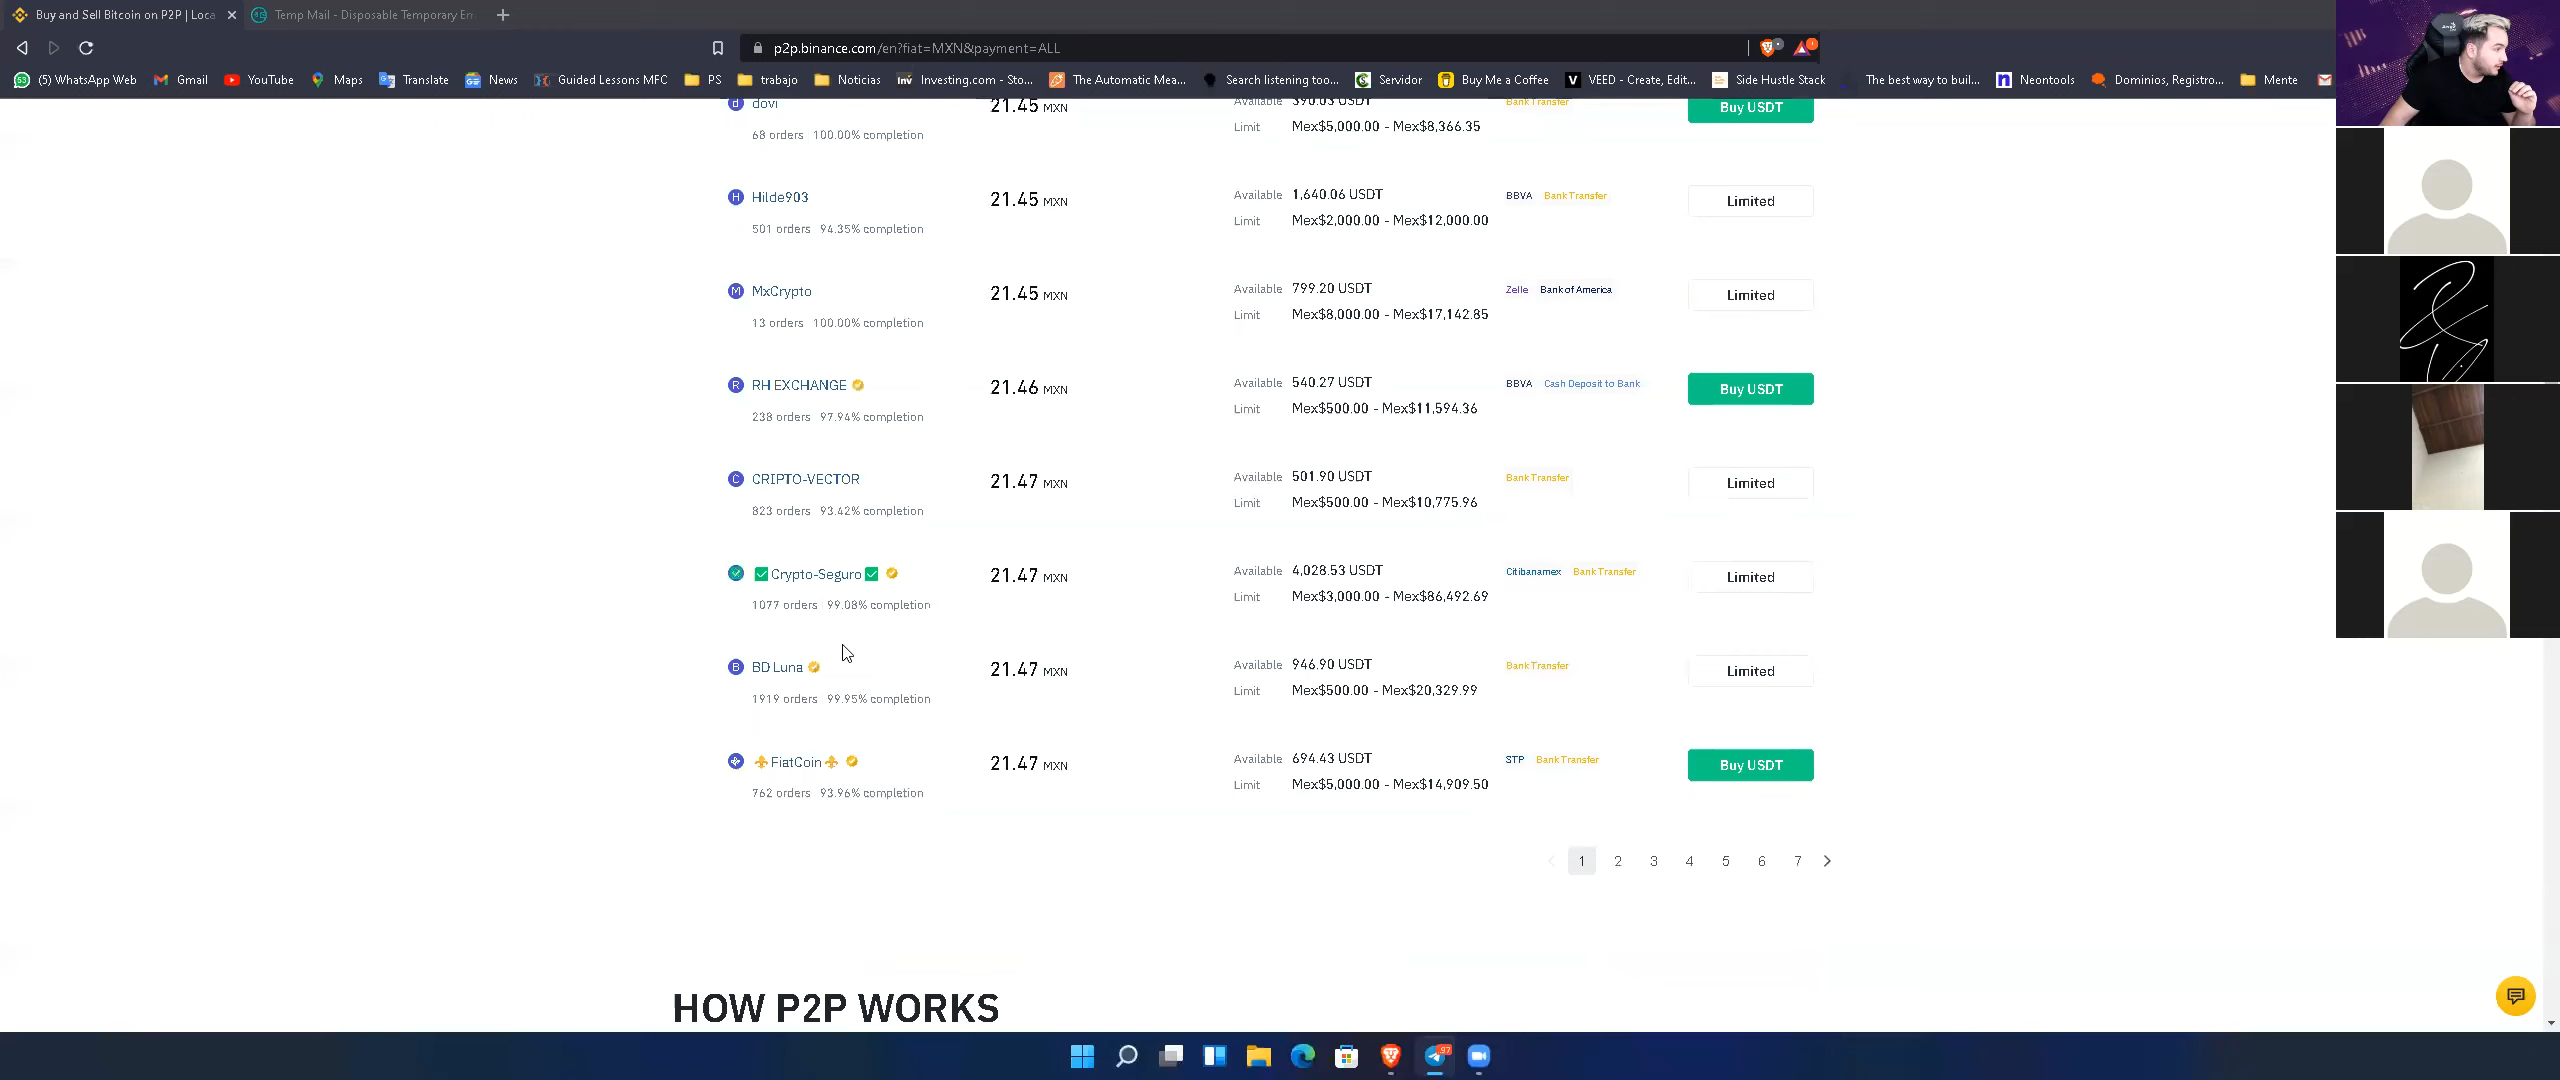 Buy and Sell Bitcoin on P2P | Loca
Temp Mail - Disposable Temporary Em
p2p.binance.com/en?fiat=MXN&payment=ALL
(5) WhatsApp Web Gmail YouTube Maps Translate News Guided Lessons MFC PS trabajo Noticias Investing.com - Sto... The Automatic Mea... Search listening too... Servidor Buy Me a Coffee VEED - Create, Edit... Side Hustle Stack The best way to buil... Neontools Dominios, Registro... Mente
dovi 21.45 MXN Available 390.03 USDT Bank Transfer Buy USDT
68 orders 100.00% completion Limit Mex$5,000.00 - Mex$8,366.35
Hilde903 21.45 MXN Available 1,640.06 USDT BBVA Bank Transfer Limited
501 orders 94.35% completion Limit Mex$2,000.00 - Mex$12,000.00
MxCrypto 21.45 MXN Available 799.20 USDT Zelle Bank of America Limited
13 orders 100.00% completion Limit Mex$8,000.00 - Mex$17,142.85
RH EXCHANGE 21.46 MXN Available 540.27 USDT BBVA Cash Deposit to Bank Buy USDT
238 orders 97.94% completion Limit Mex$500.00 - Mex$11,594.36
CRIPTO-VECTOR 21.47 MXN Available 501.90 USDT Bank Transfer Limited
823 orders 93.42% completion Limit Mex$500.00 - Mex$10,775.96
✅Crypto-Seguro✅ 21.47 MXN Available 4,028.53 USDT Citibanamex Bank Transfer Limited
1077 orders 99.08% completion Limit Mex$3,000.00 - Mex$86,492.69
BD Luna 21.47 MXN Available 946.90 USDT Bank Transfer Limited
1919 orders 99.95% completion Limit Mex$500.00 - Mex$20,329.99
⚜FiatCoin⚜ 21.47 MXN Available 694.43 USDT STP Bank Transfer Buy USDT
762 orders 93.96% completion Limit Mex$5,000.00 - Mex$14,909.50
1 2 3 4 5 6 7
HOW P2P WORKS
97